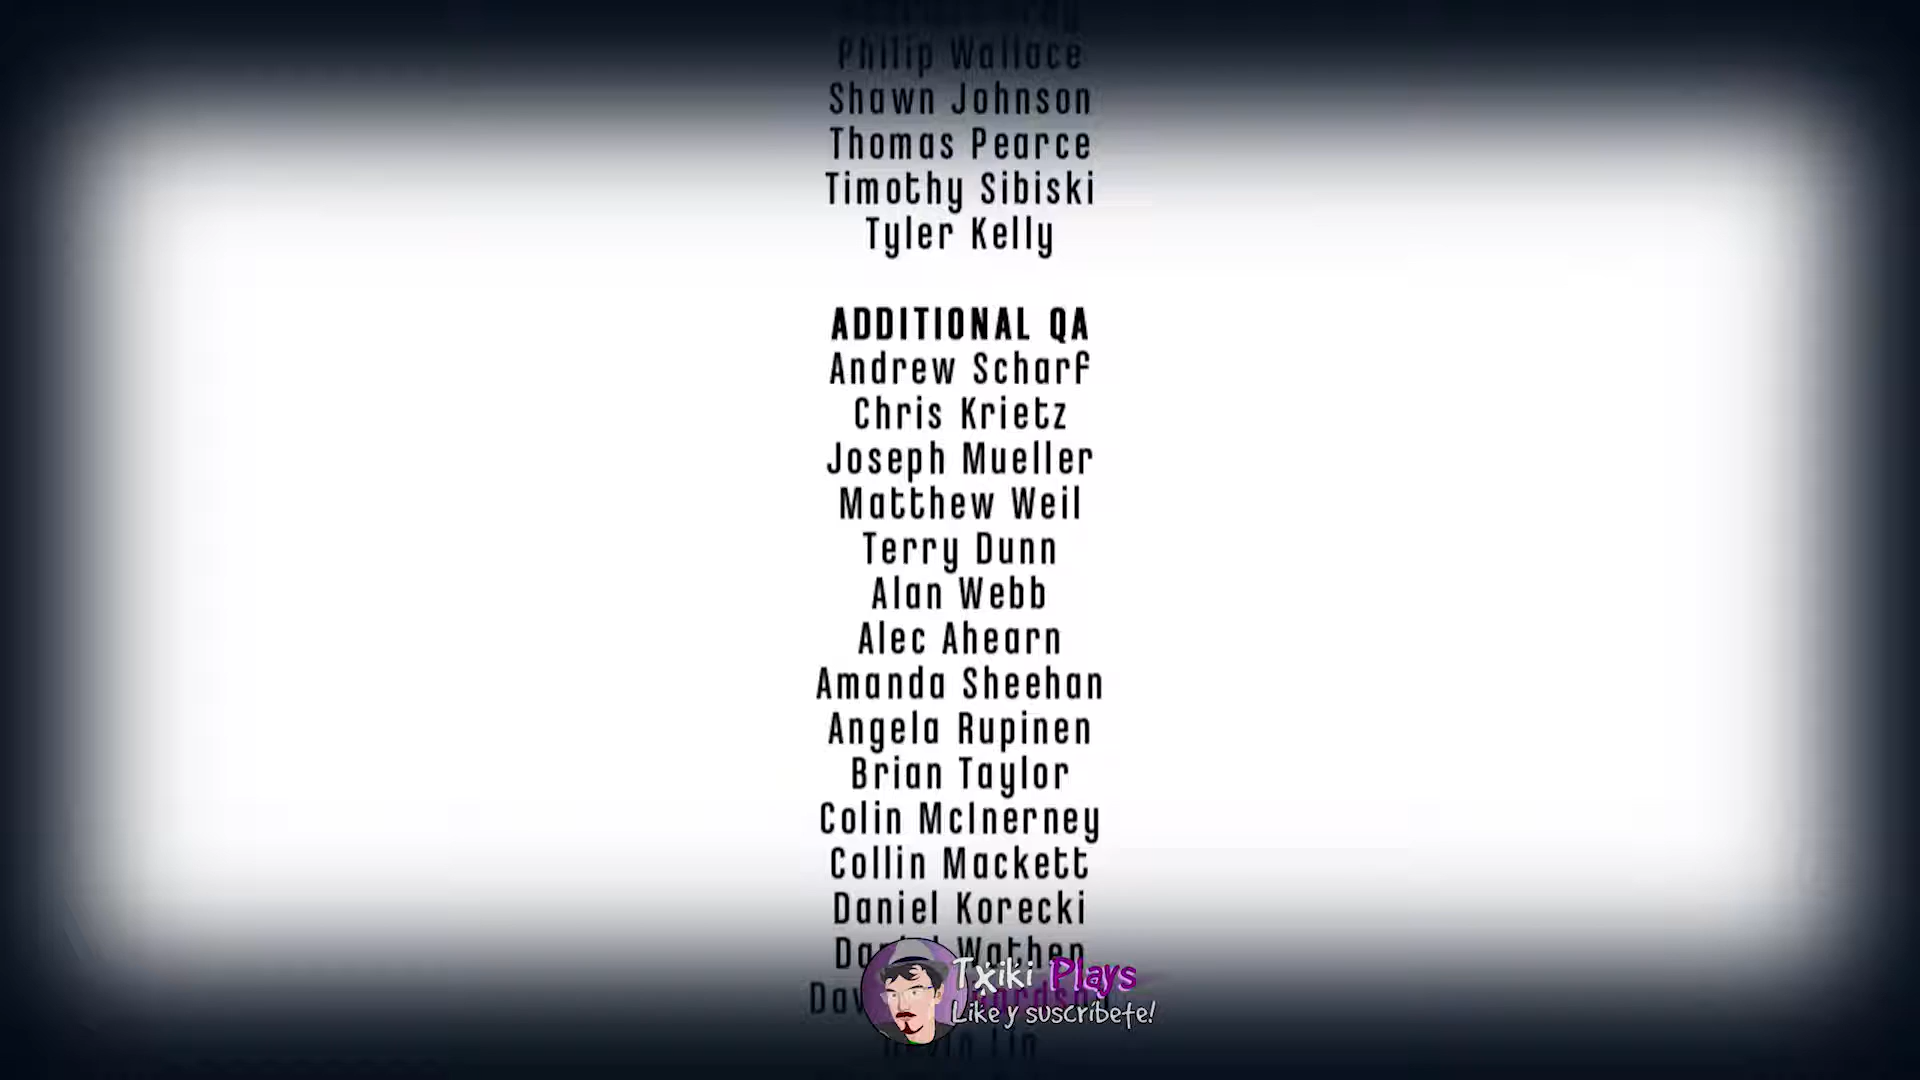 Philip Wallace
Shawn Johnson
Thomas Pearce
Timothy Sibiski
Tyler Kelly
ADDITIONAL QA
Andrew Scharf
Chris Krietz
Joseph Mueller
Matthew Weil
Terry Dunn
Alan Webb
Alec Ahearn
Amanda Sheehan
Angela Rupinen
Brian Taylor
Colin McInerney
Collin Mackett
Daniel Korecki
Wathen
Txiki Plays
Like y suscríbete!